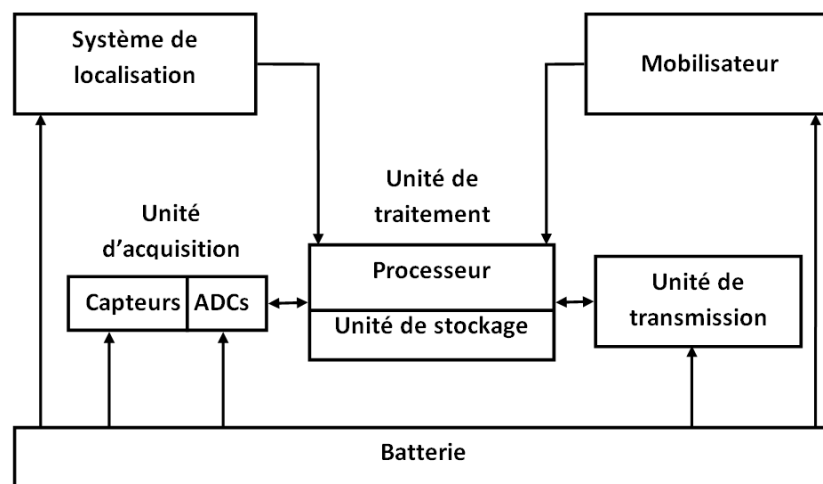 Système de
localisation
Mobilisateur
Unité de
traitement
Unité
d'acquisition
Processeur
Capteurs
ADCs
Unité de stockage
Unité de
transmission
Batterie